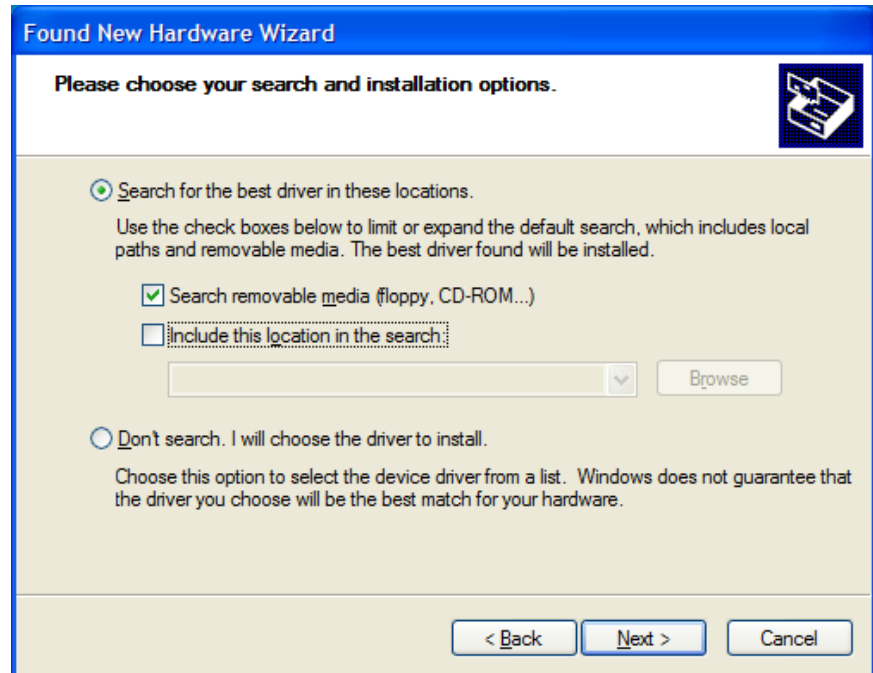 Found New Hardware Wizard
Please choose your search and installation options.
Search for the best driver in these locations.
Use the check boxes below to limit or expand the default search, which includes local
paths and removable media. The best driver found will be installed.
Search removable media (floppy, CD-ROM...)
Include this location in the search:
Browse
Don't search. I will choose the driver to install.
Choose this option to select the device driver from a list.  Windows does not guarantee that
the driver you choose will be the best match for your hardware.
< Back
Next >
Cancel